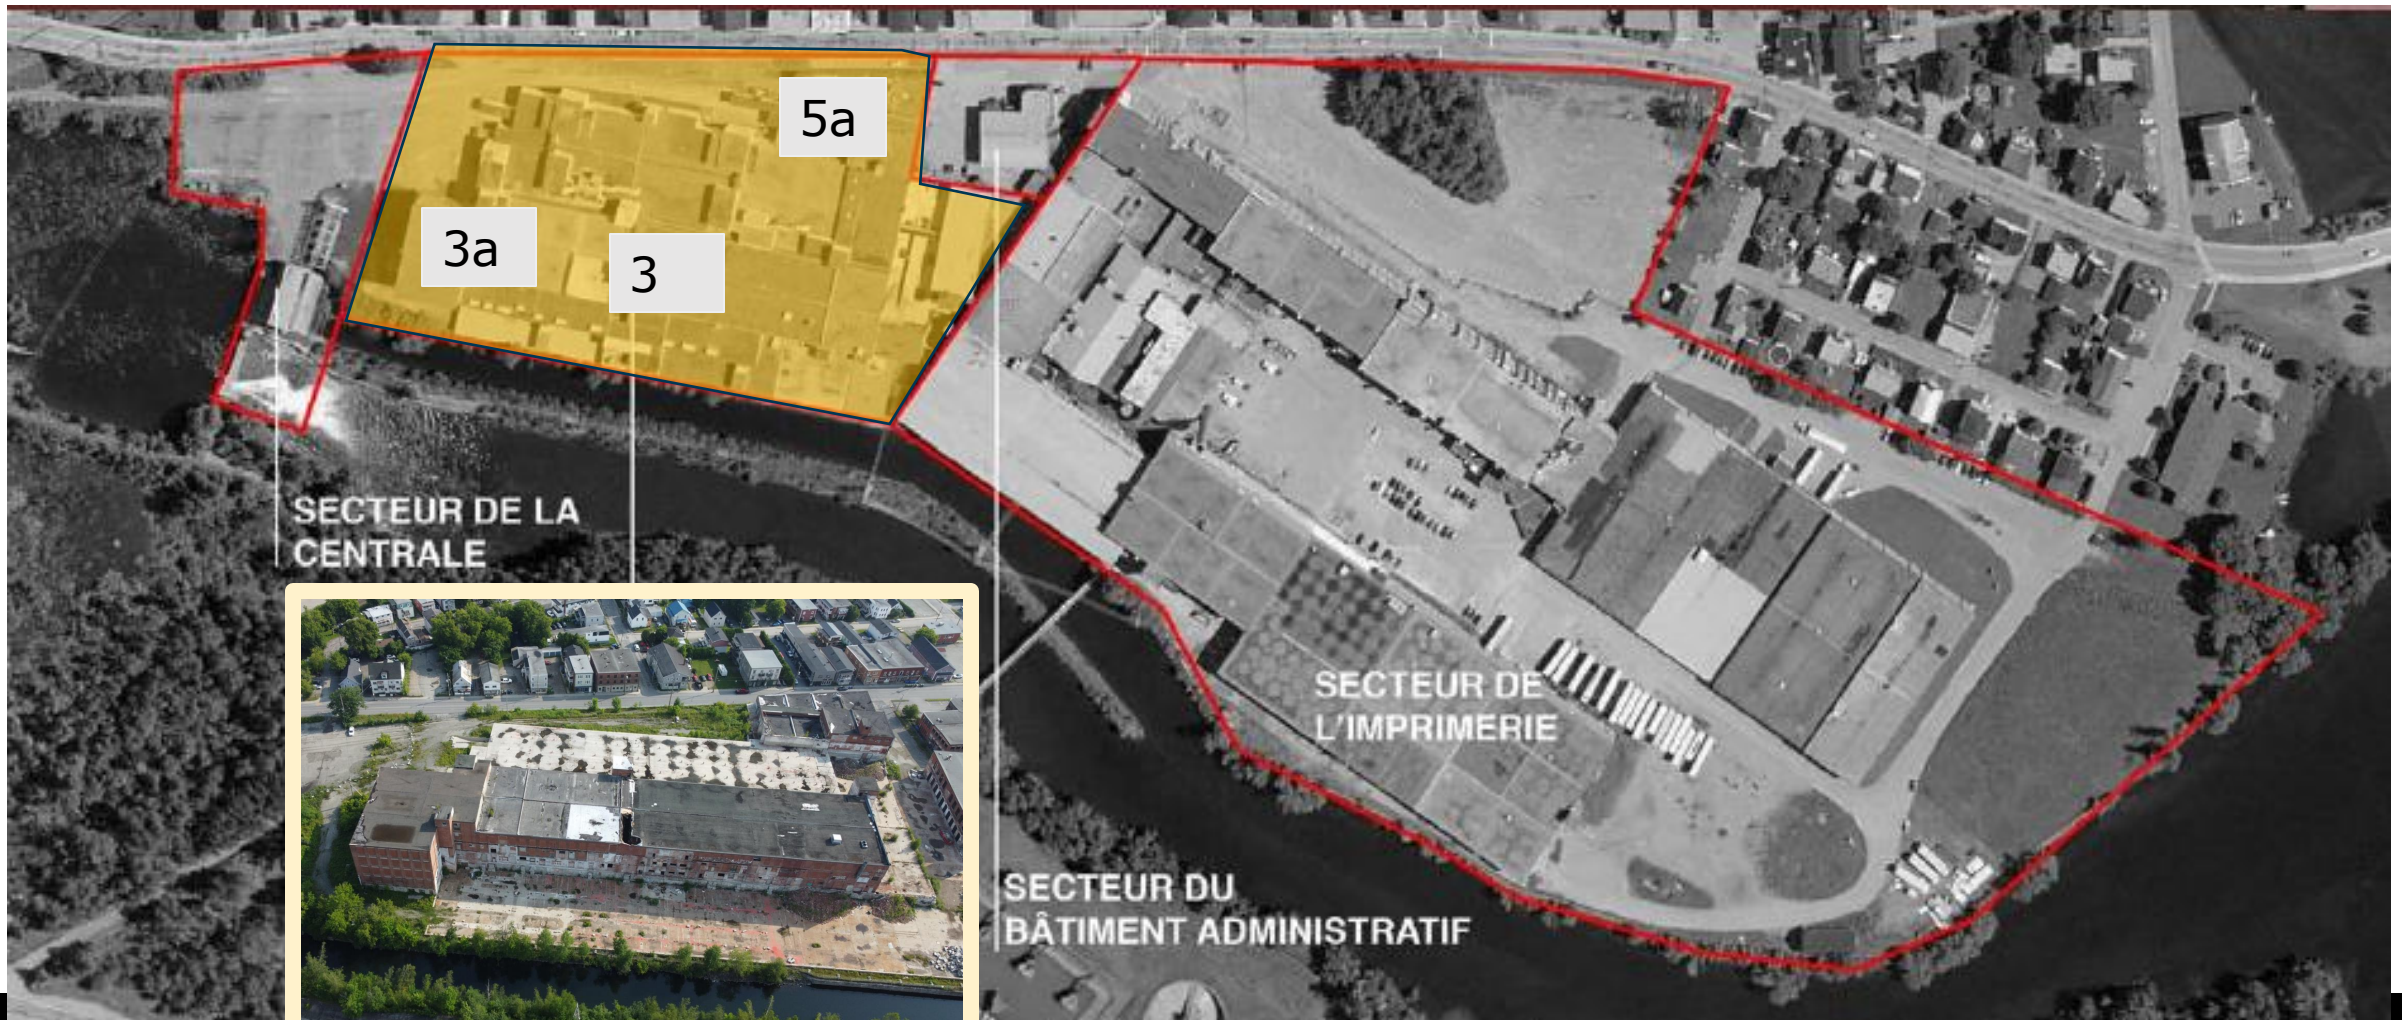 5a
3a
3
SECTEUR DE LA
CENTRALE
SECTEUR DE
L'IMPRIMERIE
SECTEUR DU
BÂTIMENT ADMINISTRATIF